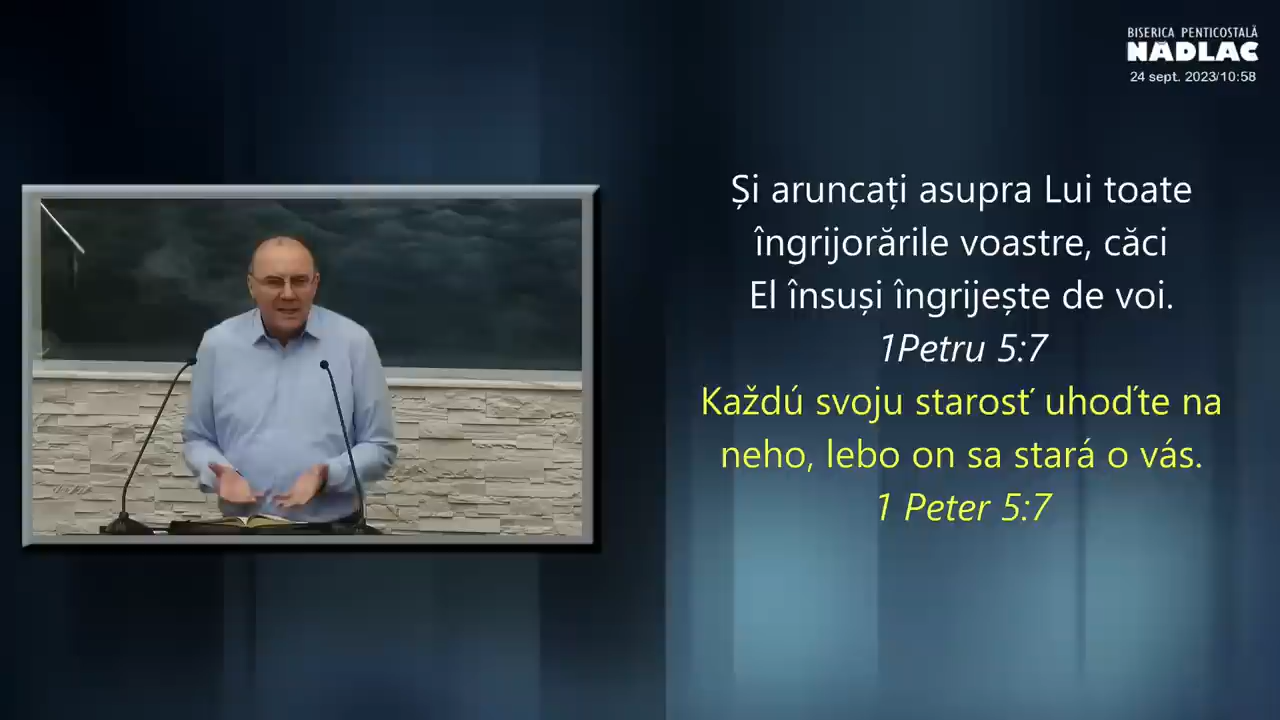 BISERICA PENTICOSTALĂ
NĂDLAC
24 sept. 2023/10:58
Și aruncați asupra Lui toate
îngrijorările voastre, căci
El însuși îngrijește de voi.
1Petru 5:7
Každú svoju starosť uhoďte na
neho, lebo on sa stará o vás.
1 Peter 5:7